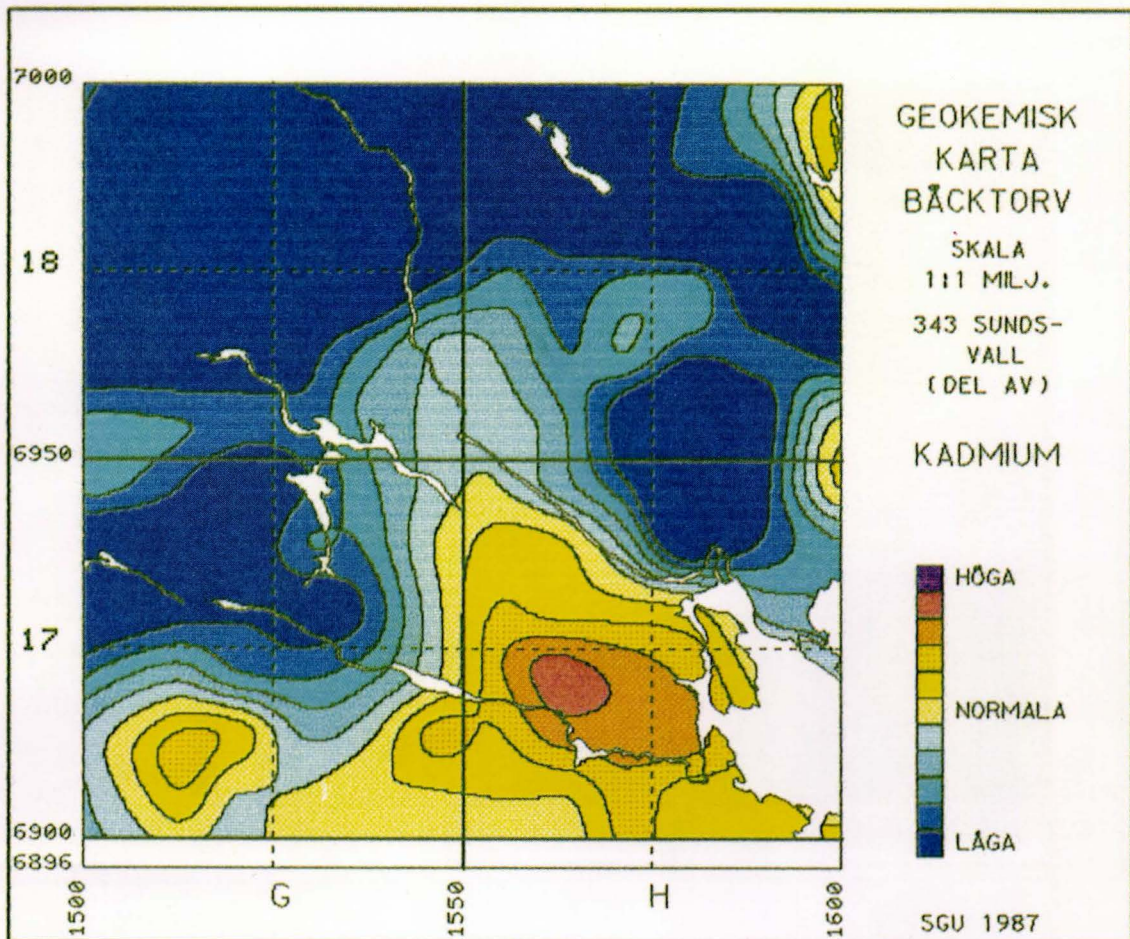 7000
18
6950
17
6900
6896
1500
G
1550
H
1600
GEOKEMISK
KARTA
BÄCKTORV
SKALA
1:1 MILJ.
343 SUNDS-
VALL
(DEL AV)
KADMIUM
HÖGA
NORMALA
LÅGA
SGU 1987